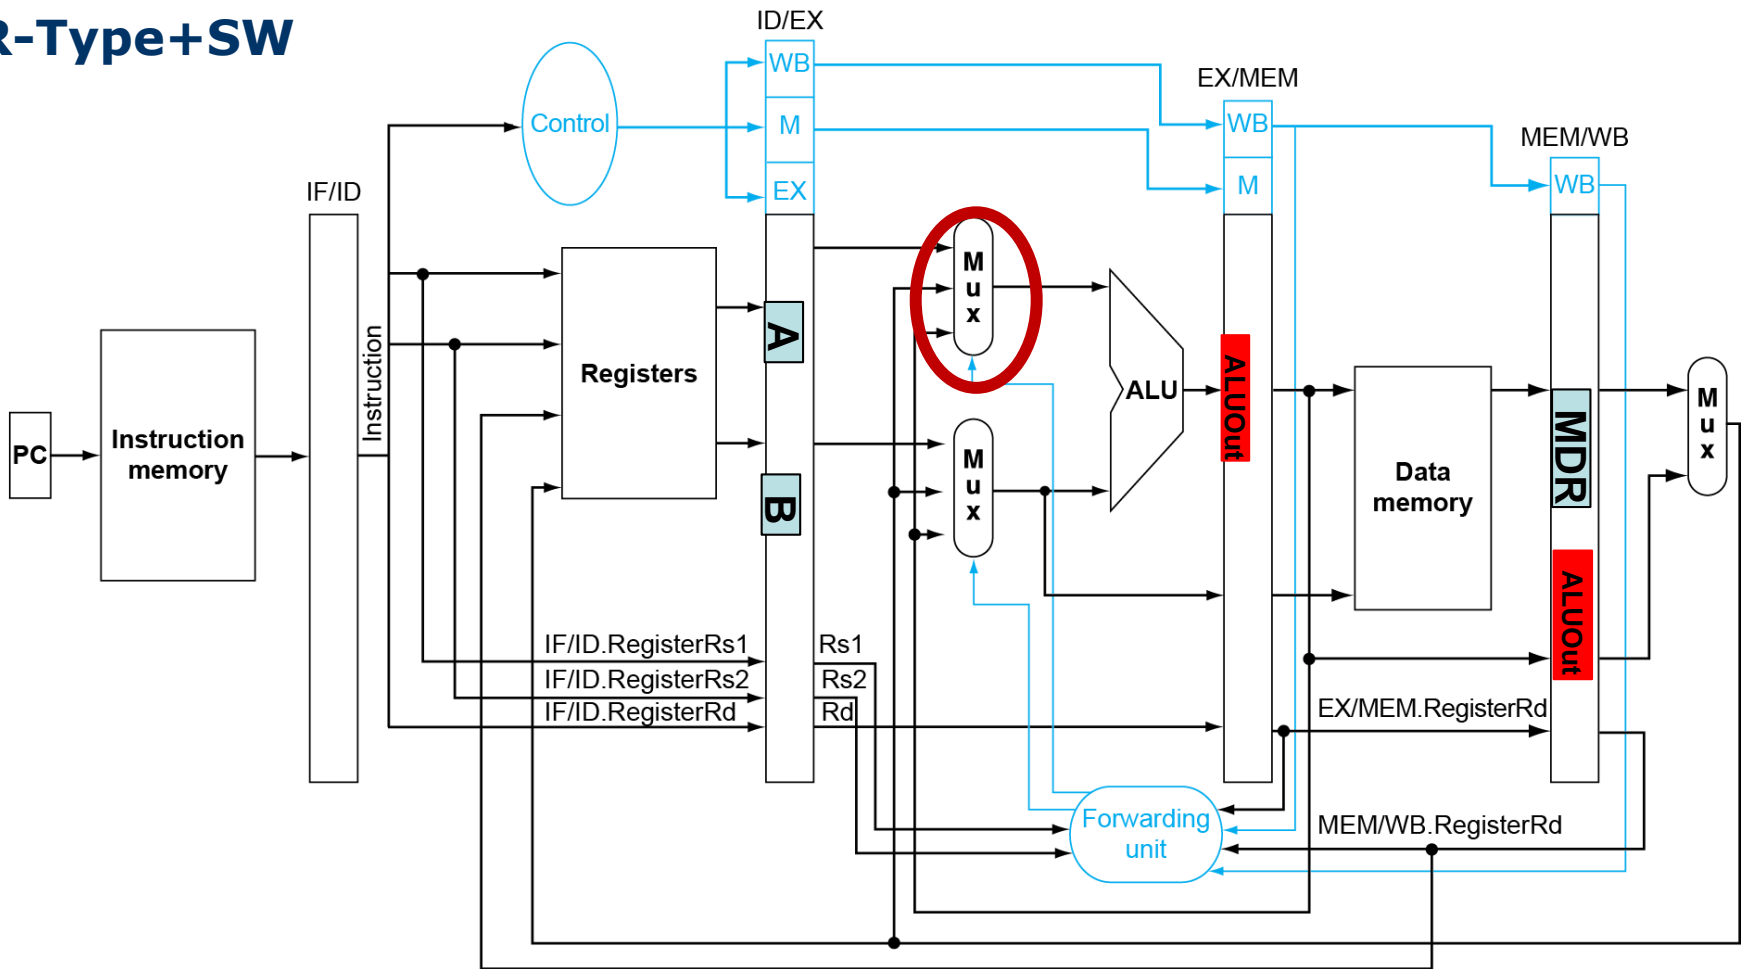 R-Type+SW
ID/EX
WB
M
EX
Control
EX/MEM
WB
M
MEM/WB
WB
IF/ID
Instruction
PC
Instruction
memory
Registers
A
B
M
u
x
M
u
x
ALU
ALUOut
Data
memory
MDR
ALUOut
M
u
x
IF/ID.RegisterRs1
IF/ID.RegisterRs2
IF/ID.RegisterRd
Rs1
Rs2
Rd
EX/MEM.RegisterRd
Forwarding
unit
MEM/WB.RegisterRd